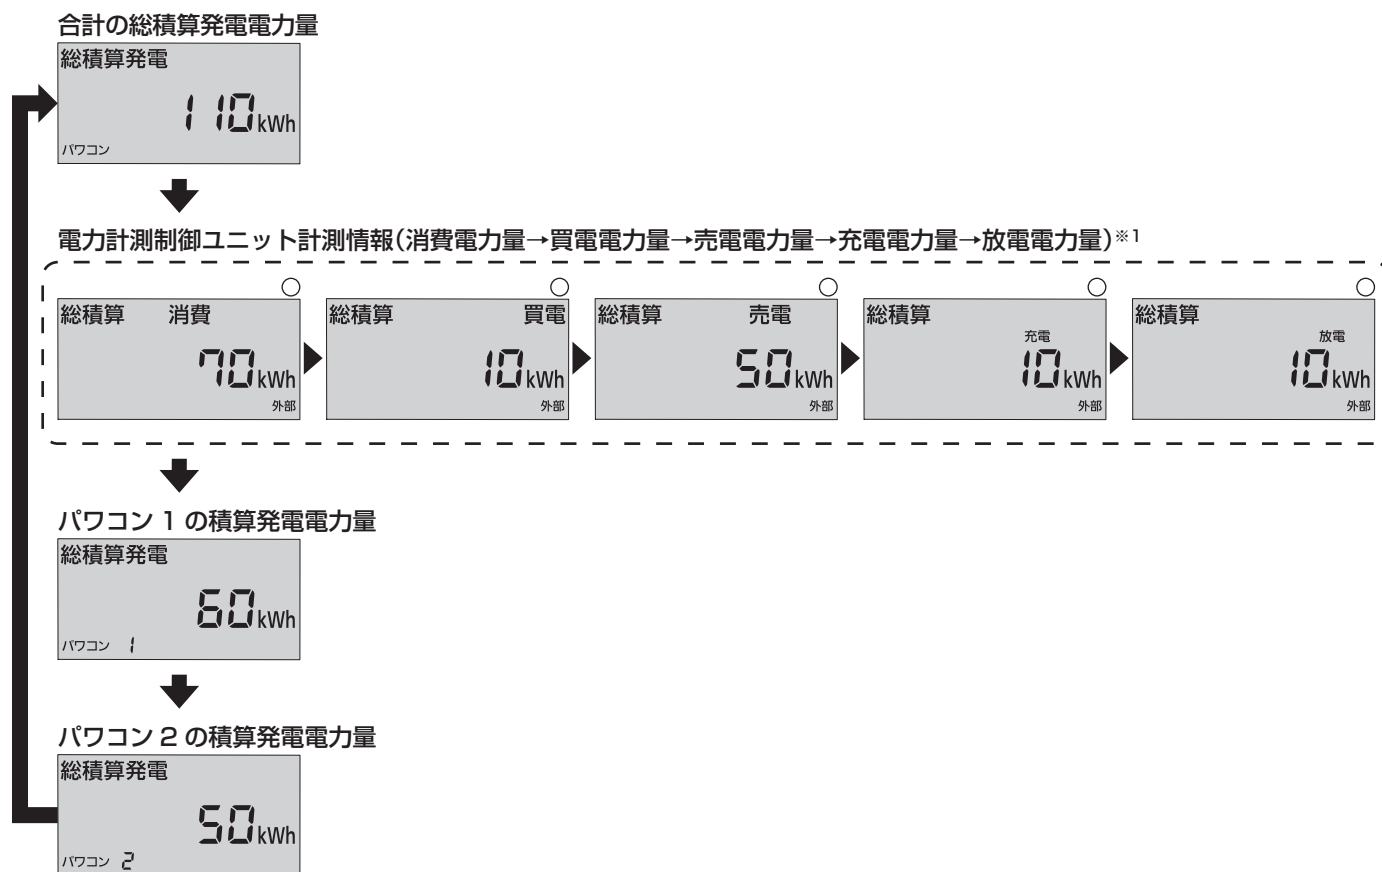 合計の総積算発電電力量
総積算発電
110kWh
パワコン
電力計測制御ユニット計測情報(消費電力量→買電電力量→売電電力量→充電電力量→放電電力量)※1
総積算 消費
70kWh
外部
総積算 買電
10kWh
外部
総積算 売電
50kWh
外部
総積算
充電
10kWh
外部
総積算
放電
10kWh
外部
パワコン 1 の積算発電電力量
総積算発電
60kWh
パワコン 1
パワコン 2 の積算発電電力量
総積算発電
50kWh
パワコン 2